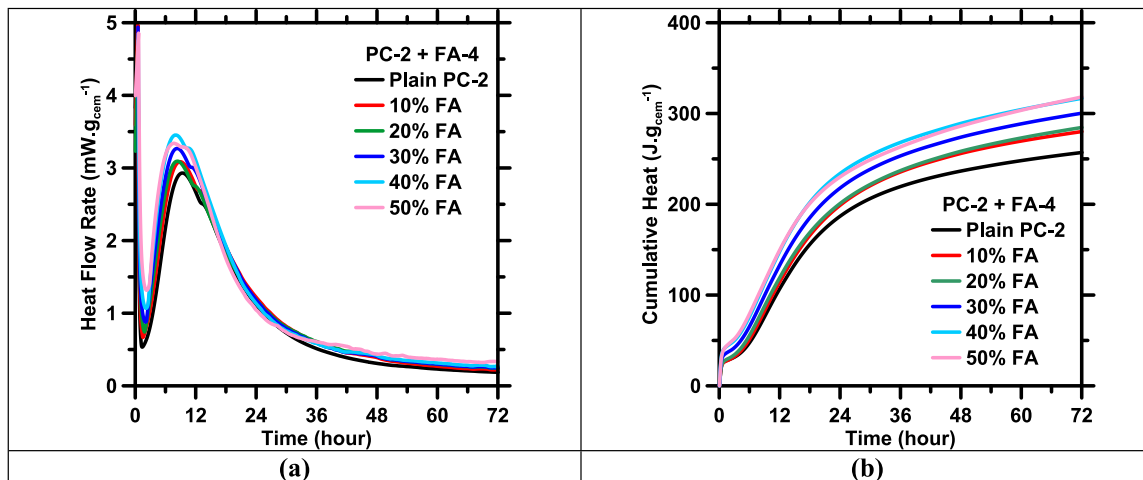 5
4
3
2
1
0
Heat Flow Rate (mW.gcem⁻¹)
PC-2 + FA-4
Plain PC-2
10% FA
20% FA
30% FA
40% FA
50% FA
0 12 24 36 48 60 72
Time (hour)
(a)
400
300
200
100
0
Cumulative Heat (J.gcem⁻¹)
PC-2 + FA-4
Plain PC-2
10% FA
20% FA
30% FA
40% FA
50% FA
0 12 24 36 48 60 72
Time (hour)
(b)